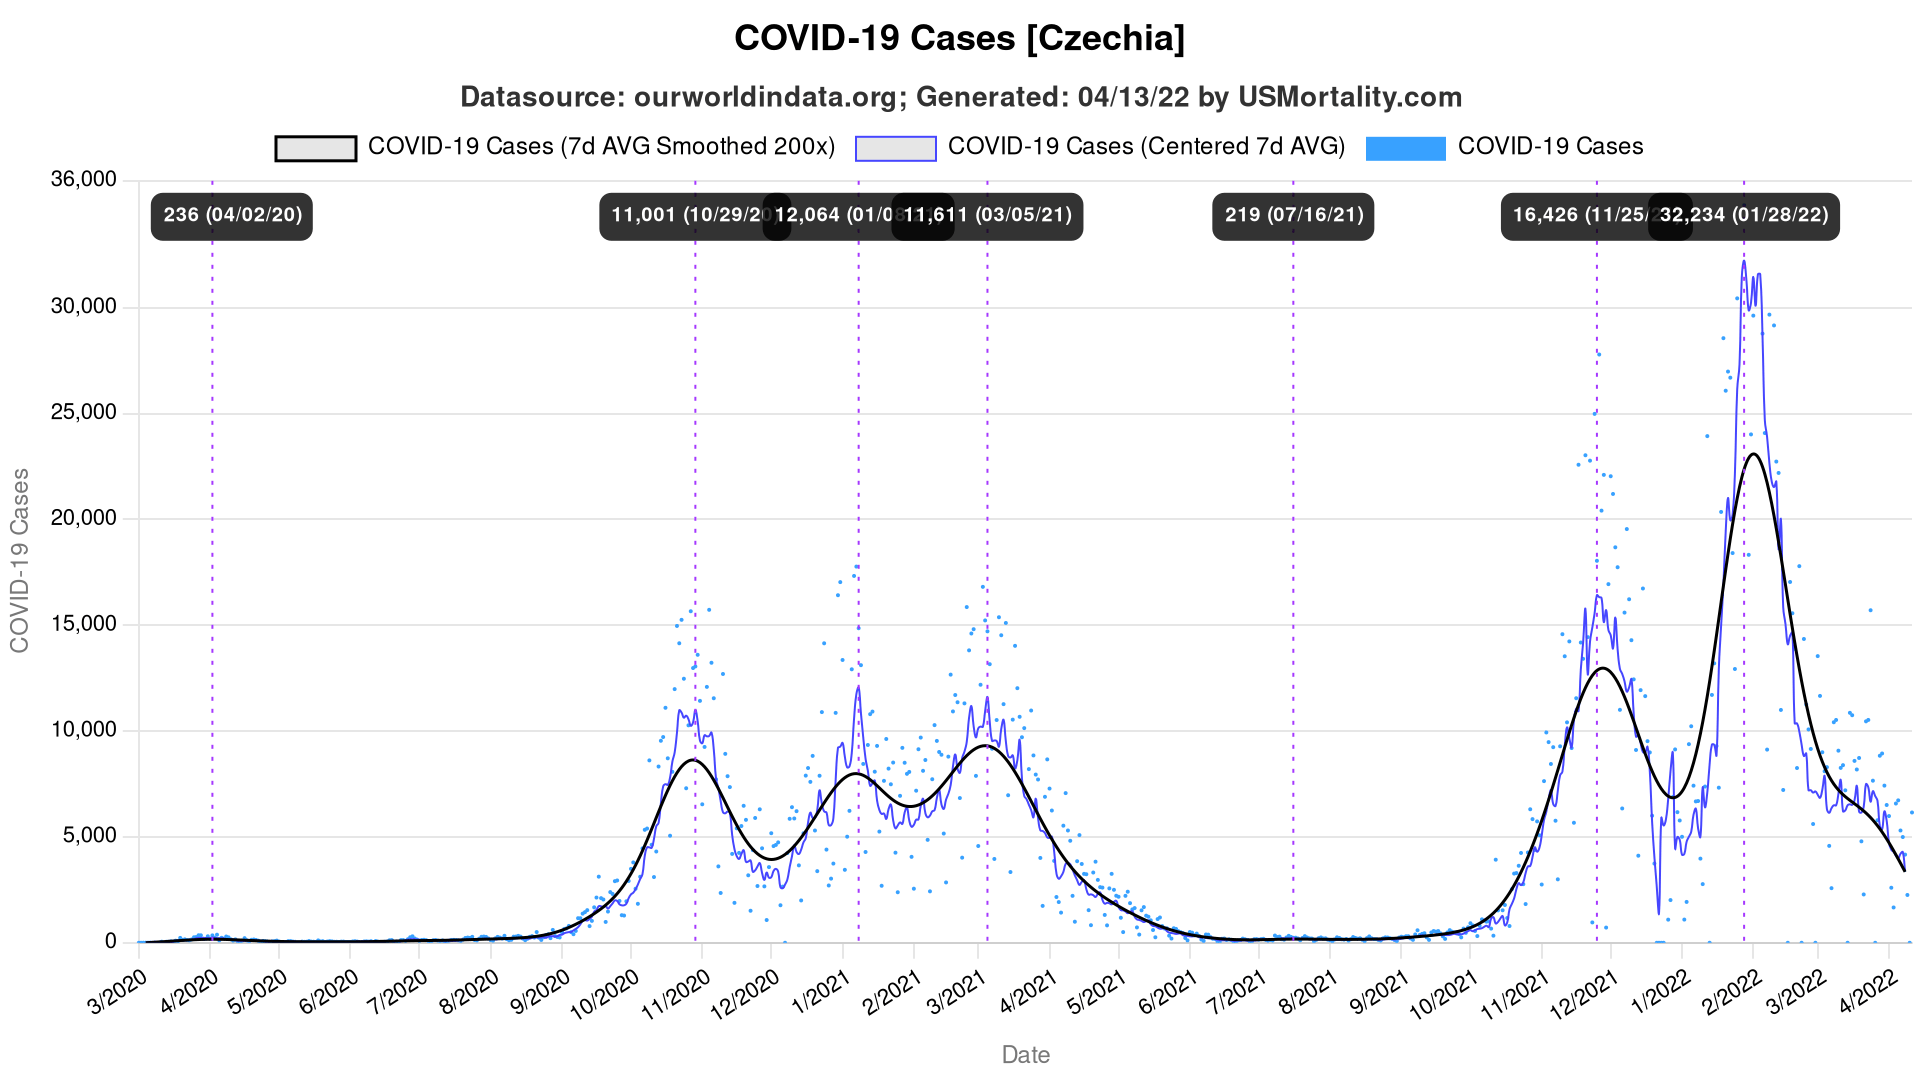 COVID-19 Cases [Czechia]
Datasource: ourworldindata.org; Generated: 04/13/22 by USMortality.com
COVID-19 Cases (7d AVG Smoothed 200x) COVID-19 Cases (Centered 7d AVG) COVID-19 Cases
36,000
236 (04/02/20) 11,001 (10/29/20) 12,064 (01/08 11,611 (03/05/21) 219 (07/16/21) 16,426 (11/25/ 32,234 (01/28/22)
30,000
25,000
20,000
15,000
10,000
5,000
0
COVID-19 Cases
3/2020 4/2020 5/2020 6/2020 7/2020 8/2020 9/2020 10/2020 11/2020 12/2020 1/2021 2/2021 3/2021 4/2021 5/2021 6/2021 7/2021 8/2021 9/2021 10/2021 11/2021 12/2021 1/2022 2/2022 3/2022 4/2022
Date